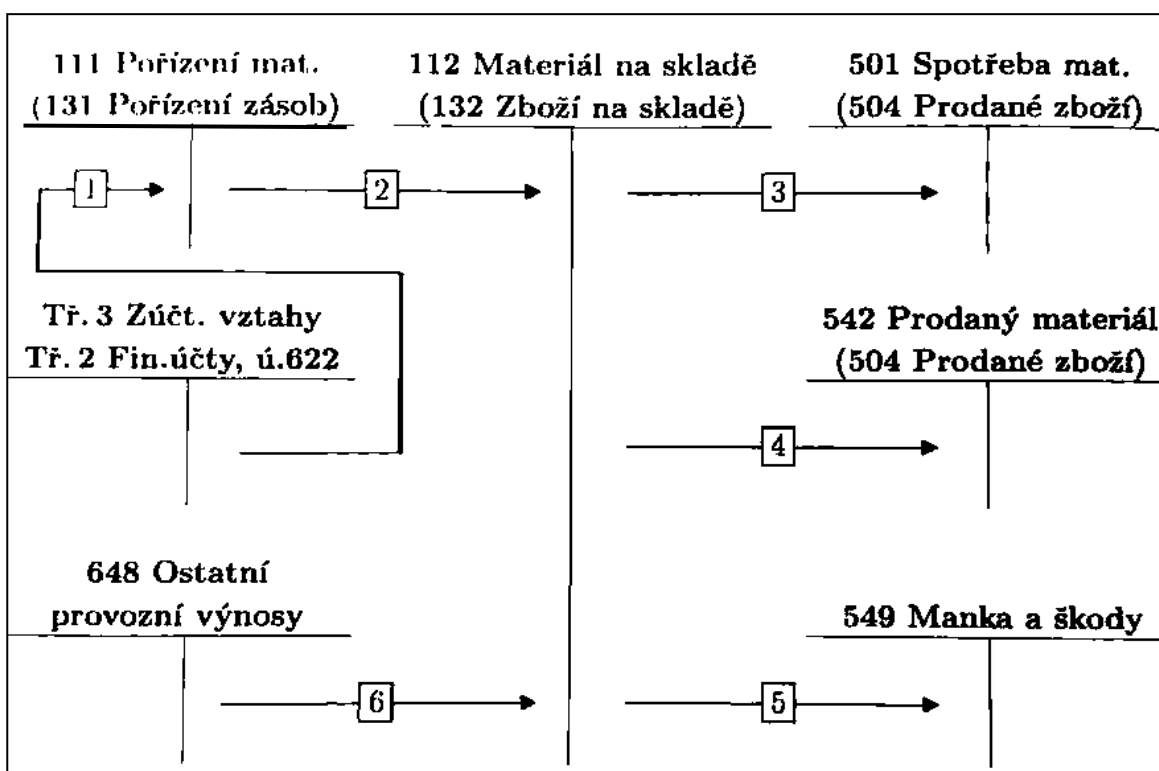 111 Pořízení mat.
(131 Pořízení zásob)
112 Materiál na skladě
(132 Zboží na skladě)
501 Spotřeba mat.
(504 Prodané zboží)
1
2
3
Tř. 3 Zúčt. vztahy
Tř. 2 Fin.účty, ú.622
542 Prodaný materiál
(504 Prodané zboží)
4
648 Ostatní
provozní výnosy
549 Manka a škody
6
5